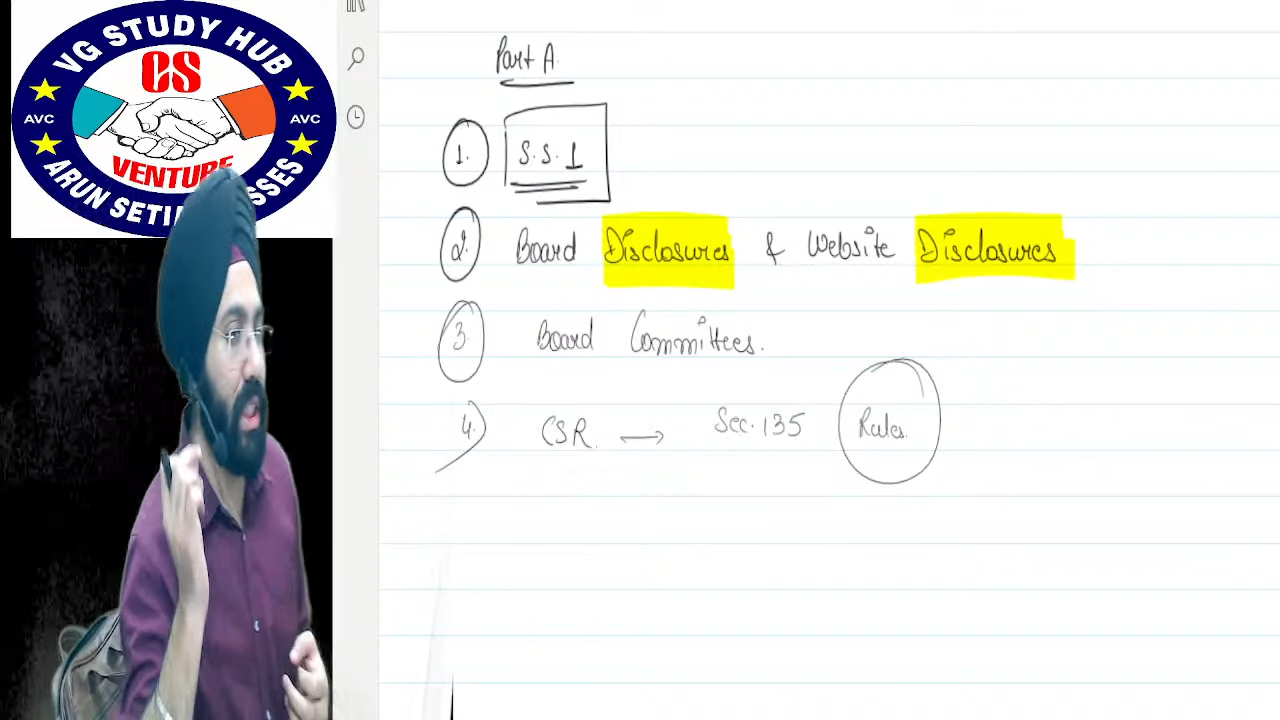 VG STUDY HUB
CS
AVC AVC
VENTURE
ARUN SETI
SSES
Part A.
1. S.S. 1
2. Board Disclosures & Website Disclosures
3. Board Committees.
4. CSR. → Sec. 135 Rules.